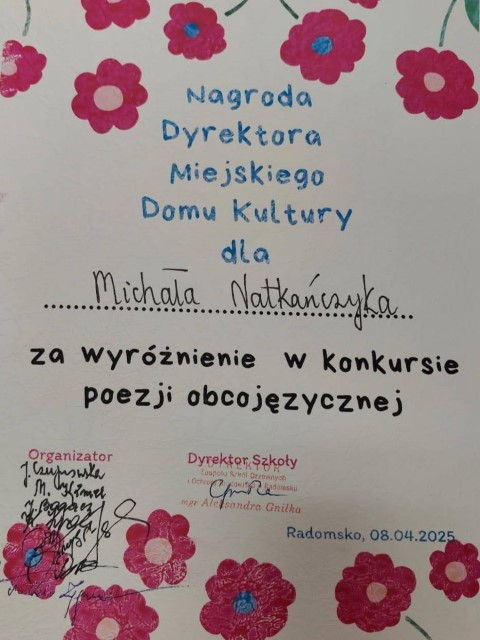 Nagroda
Dyrektora
Miejskiego
Domu Kultury
dla
Michała Natkańczyka
za wyróżnienie w konkursie
poezji obcojęzycznej
Organizator
Dyrektor Szkoły
DYREKTOR
mgr Aleksandra Gnilka
Radomsko, 08.04.2025